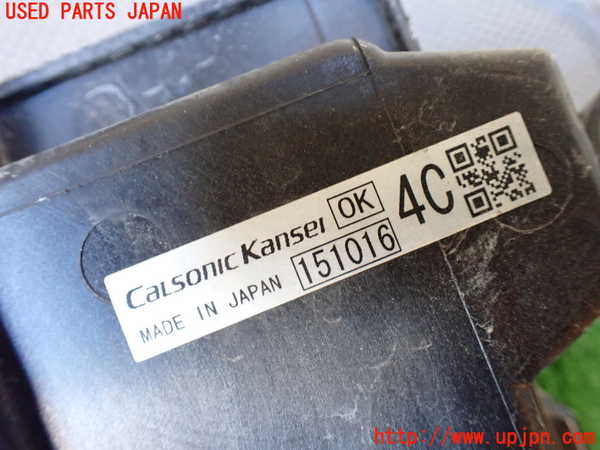 USED PARTS JAPAN
CALSONIC KANSEI OK 4C
MADE IN JAPAN 151016
http://www.upjpn.com/